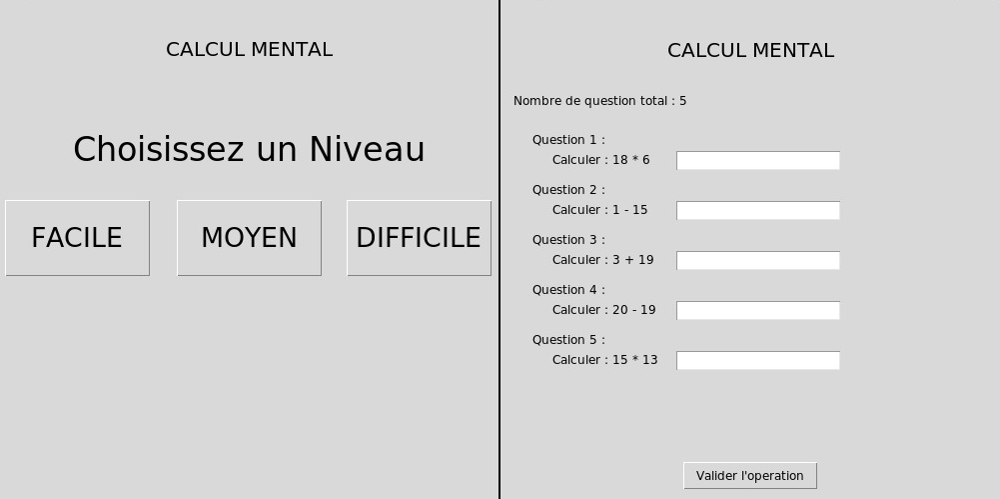 CALCUL MENTAL
Choisissez un Niveau
FACILE
MOYEN
DIFFICILE
CALCUL MENTAL
Nombre de question total : 5
Question 1 :
Calculer : 18 * 6
Question 2 :
Calculer : 1 - 15
Question 3 :
Calculer : 3 + 19
Question 4 :
Calculer : 20 - 19
Question 5 :
Calculer : 15 * 13
Valider l'operation